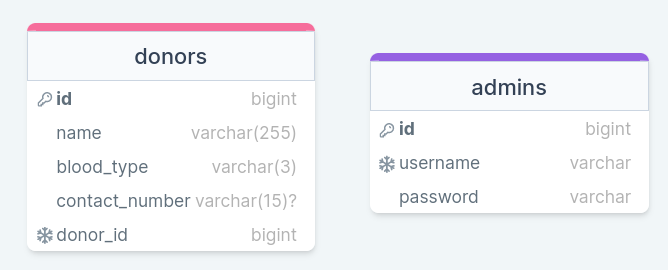 donors
id bigint
name varchar(255)
blood_type varchar(3)
contact_number varchar(15)?
donor_id bigint
admins
id bigint
username varchar
password varchar